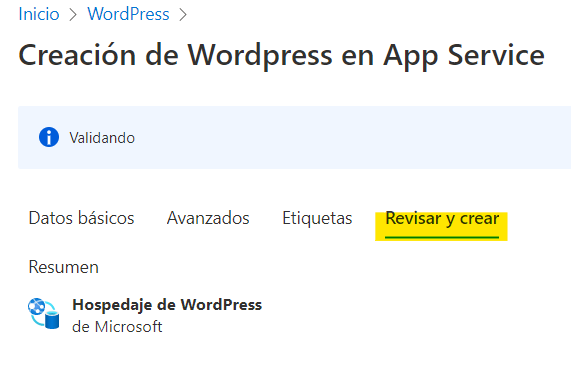 Inicio > WordPress >
Creación de Wordpress en App Service
Validando
Datos básicos Avanzados Etiquetas Revisar y crear
Resumen
Hospedaje de WordPress
de Microsoft